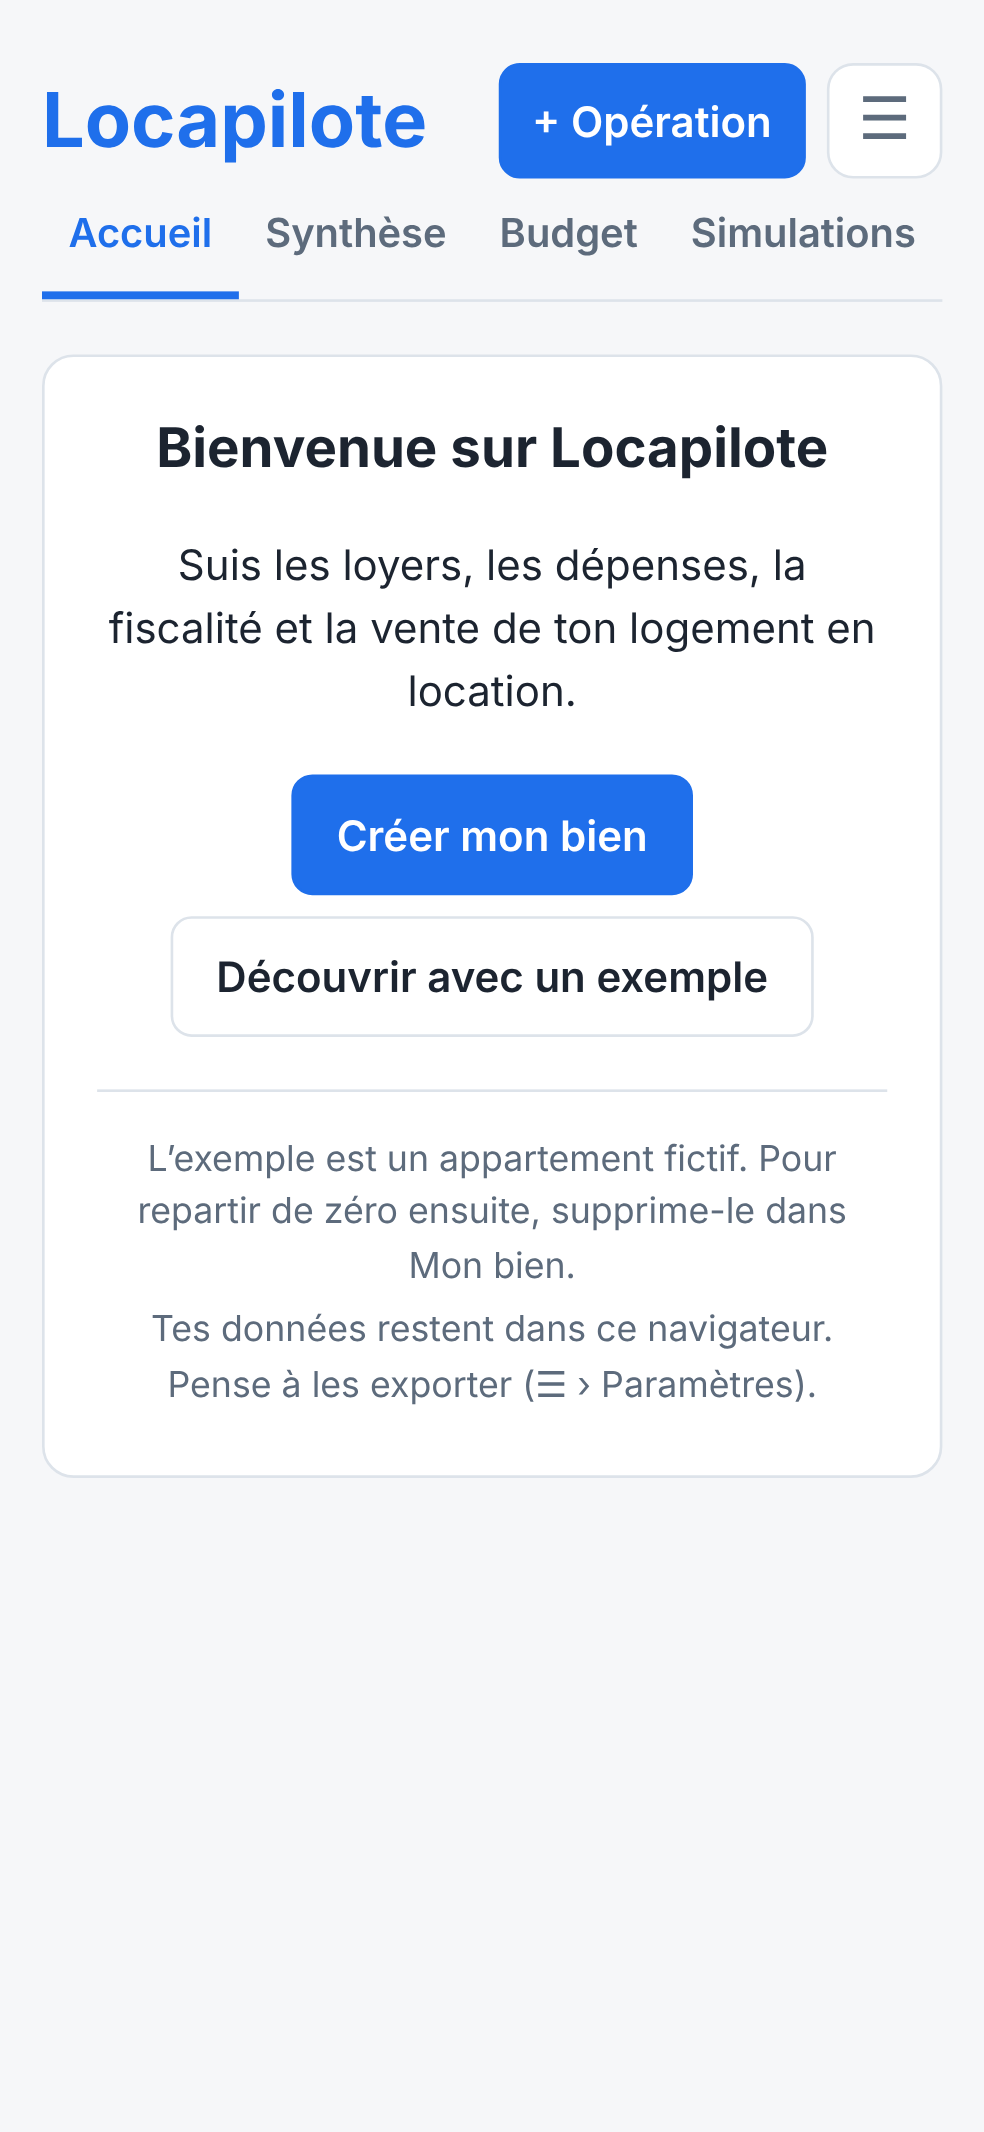 Locapilote
+ Opération
☰
Accueil Synthèse Budget Simulations
Bienvenue sur Locapilote
Suis les loyers, les dépenses, la
fiscalité et la vente de ton logement en
location.
Créer mon bien
Découvrir avec un exemple
L’exemple est un appartement fictif. Pour
repartir de zéro ensuite, supprime-le dans
Mon bien.
Tes données restent dans ce navigateur.
Pense à les exporter (☰ › Paramètres).